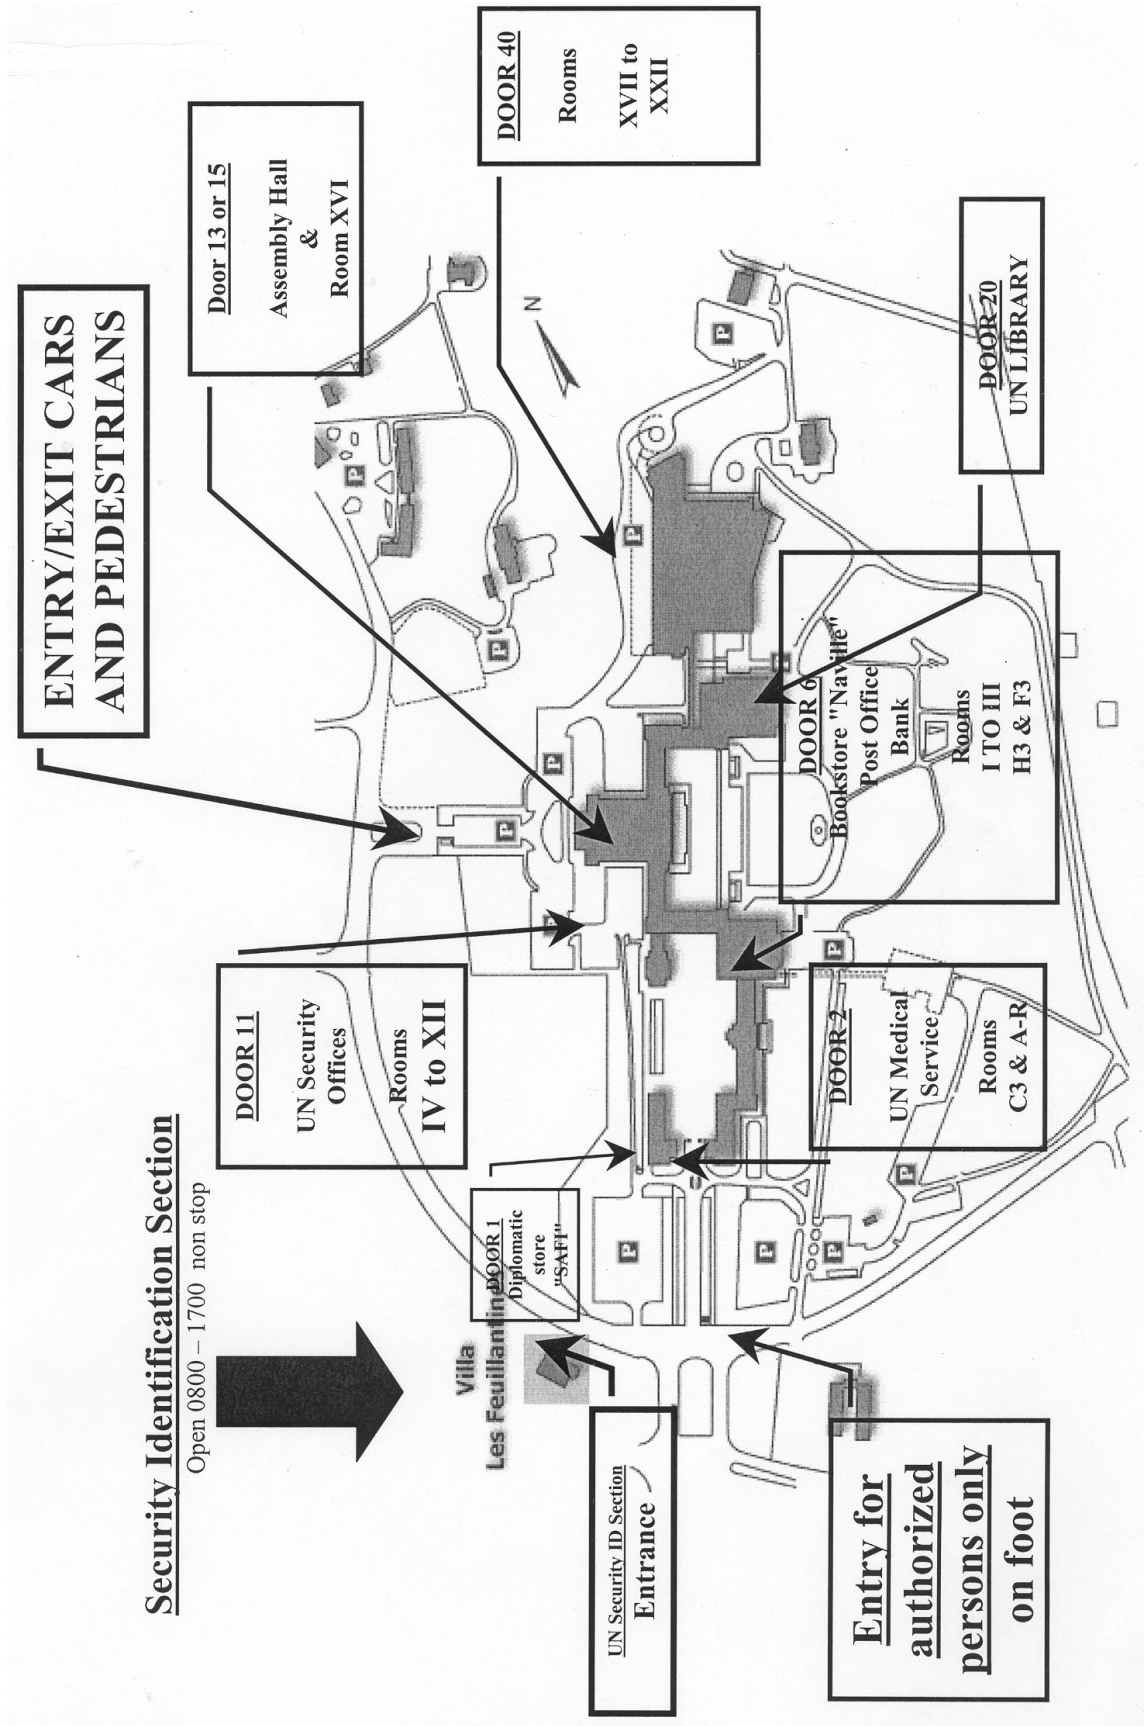 ENTRY/EXIT CARS
AND PEDESTRIANS
Security Identification Section
Open 0800 – 1700  non stop
Door 13 or 15
Assembly Hall
&
Room XVI
DOOR 11
UN Security
Offices
Rooms
IV to XII
P
Villa
Les Feuillantines
DOOR 1
Diplomatic
store
"SAFI"
P
P
P
P
N
DOOR 40
Rooms
XVII to
XXII
UN Security ID Section
Entrance
P
P
P
P
DOOR 6
Bookstore "Naville"
Post Office
Bank
Rooms
I TO III
H3 & F3
DOOR 2
UN Medical
Service
Rooms
C3 & A-R
P
P
P
Entry for
authorized
persons only
on foot
DOOR 20
UN LIBRARY